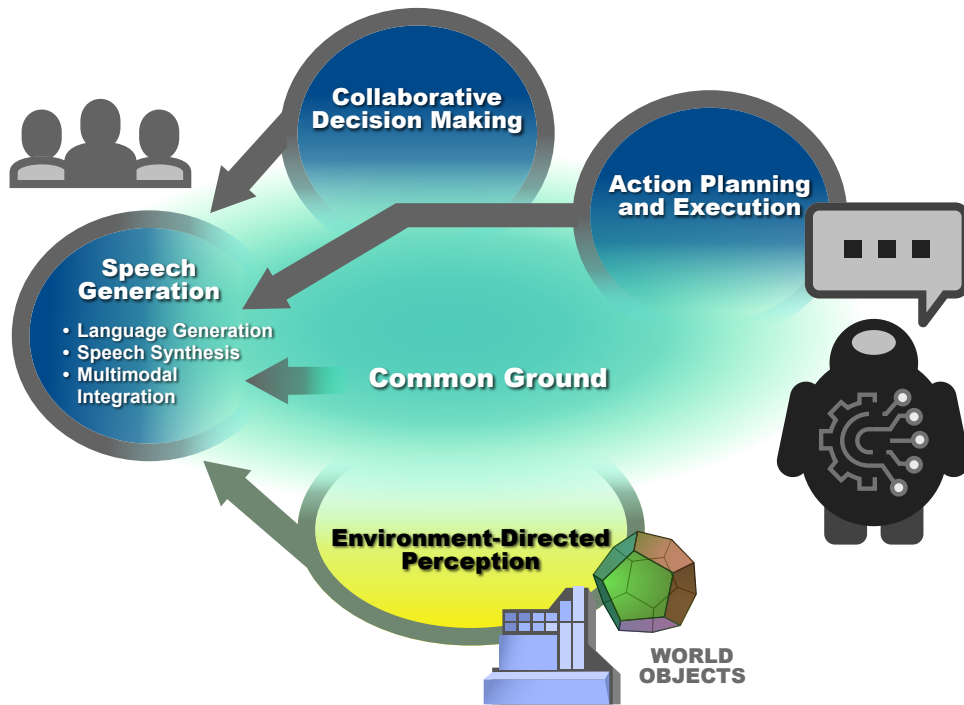 Collaborative
Decision Making
Action Planning
and Execution
Speech
Generation
• Language Generation
• Speech Synthesis
• Multimodal
Integration
Common Ground
Environment-Directed
Perception
WORLD
OBJECTS